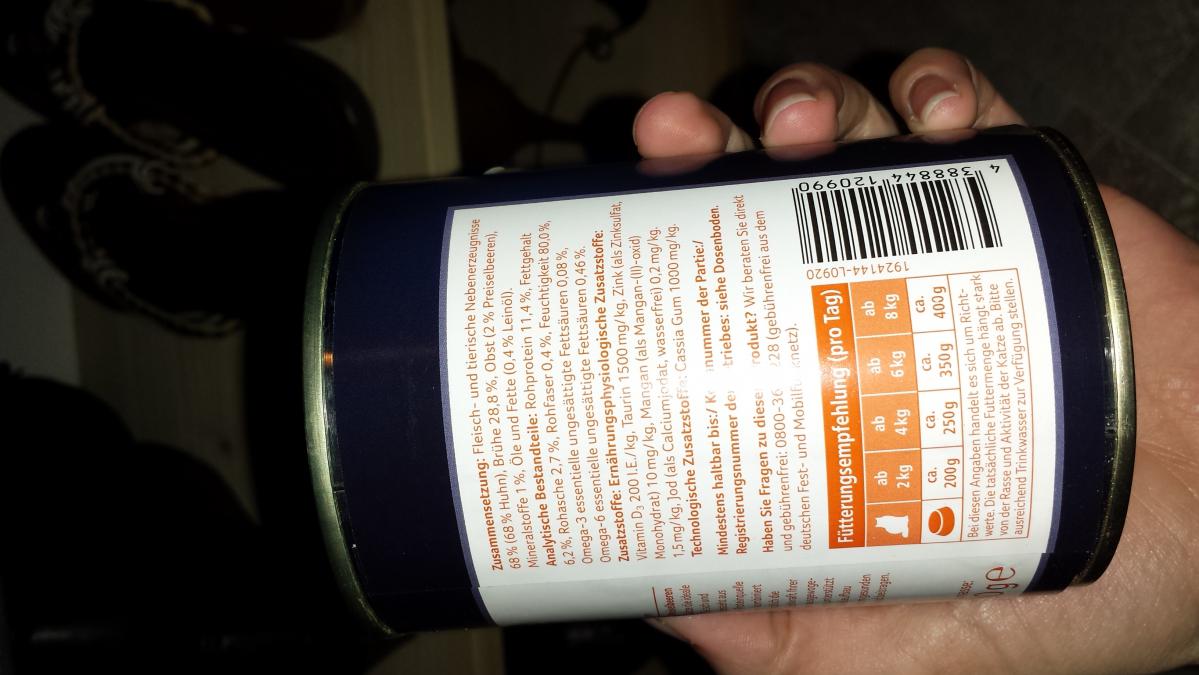 Zusammensetzung: Fleisch- und tierische Nebenerzeugnisse
68 % (68 % Huhn), Brühe 28,8 %, Obst (2 % Preiselbeeren),
Mineralstoffe 1 %, Öle und Fette (0,4 % Leinöl).
Analytische Bestandteile: Rohprotein 11,4 %, Fettgehalt
6,2 %, Rohasche 2,7 %, Rohfaser 0,4 %, Feuchtigkeit 80,0 %,
Omega-3 essentielle ungesättigte Fettsäuren 0,08 %,
Omega-6 essentielle ungesättigte Fettsäuren 0,46 %.
Zusatzstoffe: Ernährungsphysiologische Zusatzstoffe:
Vitamin D₃ 200 I.E./kg, Taurin 1500 mg/kg, Zink (als Zinksulfat,
Monohydrat) 10 mg/kg, Mangan (als Mangan-(II)-oxid)
1,5 mg/kg, Jod (als Calciumjodat, wasserfrei) 0,2 mg/kg.
Technologische Zusatzstoffe: Cassia Gum 1000 mg/kg.
Mindestens haltbar bis:/ nummer der Partie:/
Registrierungsnummer des triebes: siehe Dosenboden.
Haben Sie Fragen zu diesem rodukt? Wir beraten Sie direkt
und gebührenfrei: 0800-36 228 (gebührenfrei aus dem
deutschen Fest- und Mobilfunknetz).
4 388844 120990
1924144-L0920
Fütterungsempfehlung (pro Tag)
ab 2 kg ab 4 kg ab 6 kg ab 8 kg
ca. 200g ca. 250g ca. 350g ca. 400g
Bei diesen Angaben handelt es sich um Richt-
werte. Die tatsächliche Futtermenge hängt stark
von der Rasse und Aktivität der Katze ab. Bitte
ausreichend Trinkwasser zur Verfügung stellen.